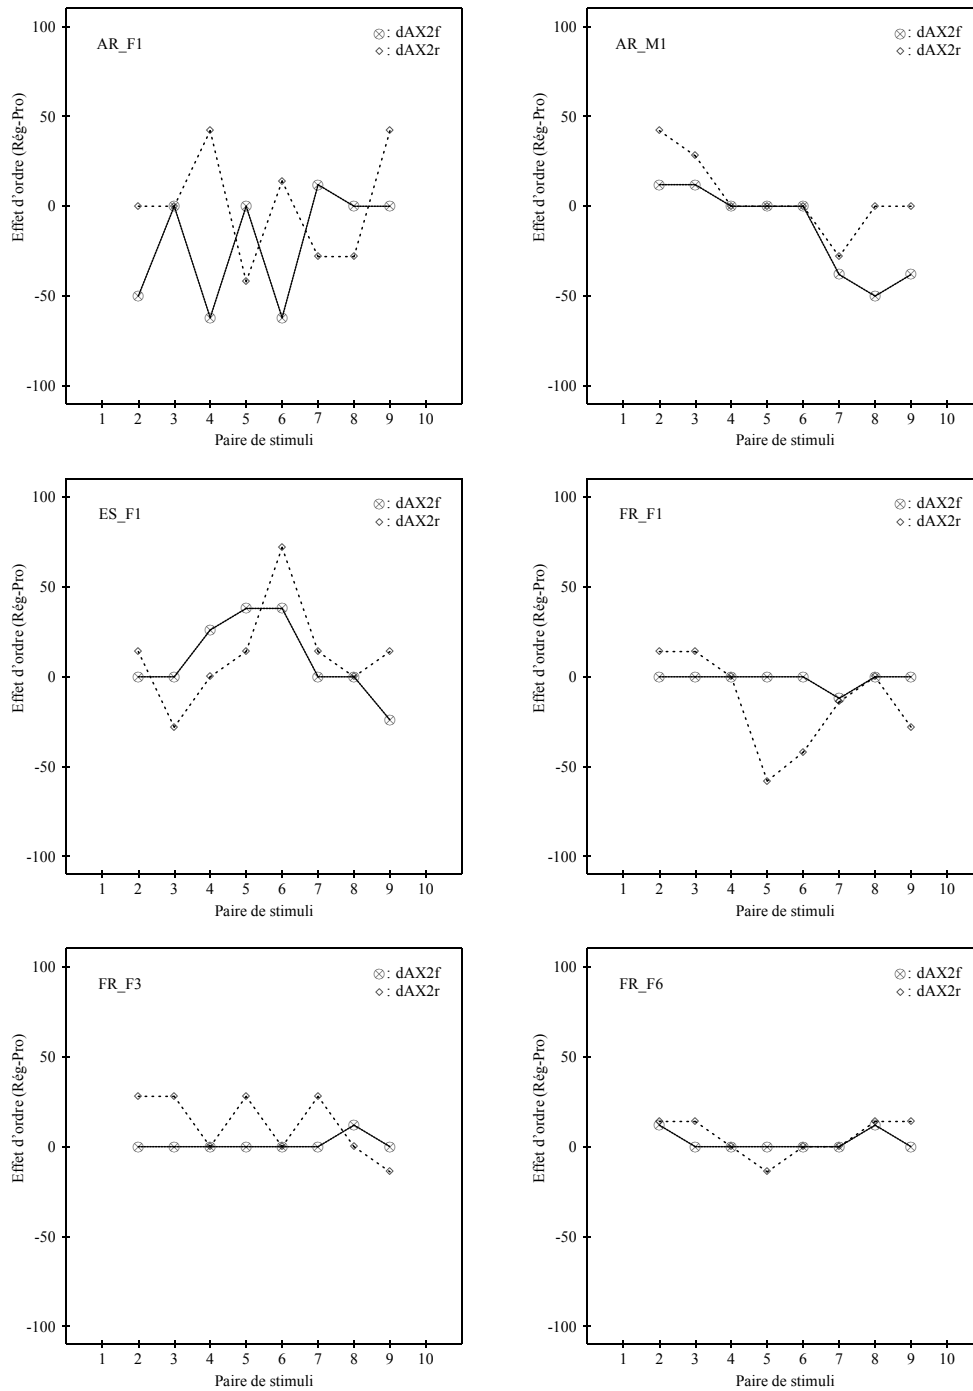 AR_F1
: dAX2f
: dAX2r
Effet d'ordre (Rég-Pro)
100
50
0
-50
-100
1 2 3 4 5 6 7 8 9 10
Paire de stimuli
AR_M1
: dAX2f
: dAX2r
Effet d'ordre (Rég-Pro)
100
50
0
-50
-100
1 2 3 4 5 6 7 8 9 10
Paire de stimuli
ES_F1
: dAX2f
: dAX2r
Effet d'ordre (Rég-Pro)
100
50
0
-50
-100
1 2 3 4 5 6 7 8 9 10
Paire de stimuli
FR_F1
: dAX2f
: dAX2r
Effet d'ordre (Rég-Pro)
100
50
0
-50
-100
1 2 3 4 5 6 7 8 9 10
Paire de stimuli
FR_F3
: dAX2f
: dAX2r
Effet d'ordre (Rég-Pro)
100
50
0
-50
-100
1 2 3 4 5 6 7 8 9 10
Paire de stimuli
FR_F6
: dAX2f
: dAX2r
Effet d'ordre (Rég-Pro)
100
50
0
-50
-100
1 2 3 4 5 6 7 8 9 10
Paire de stimuli